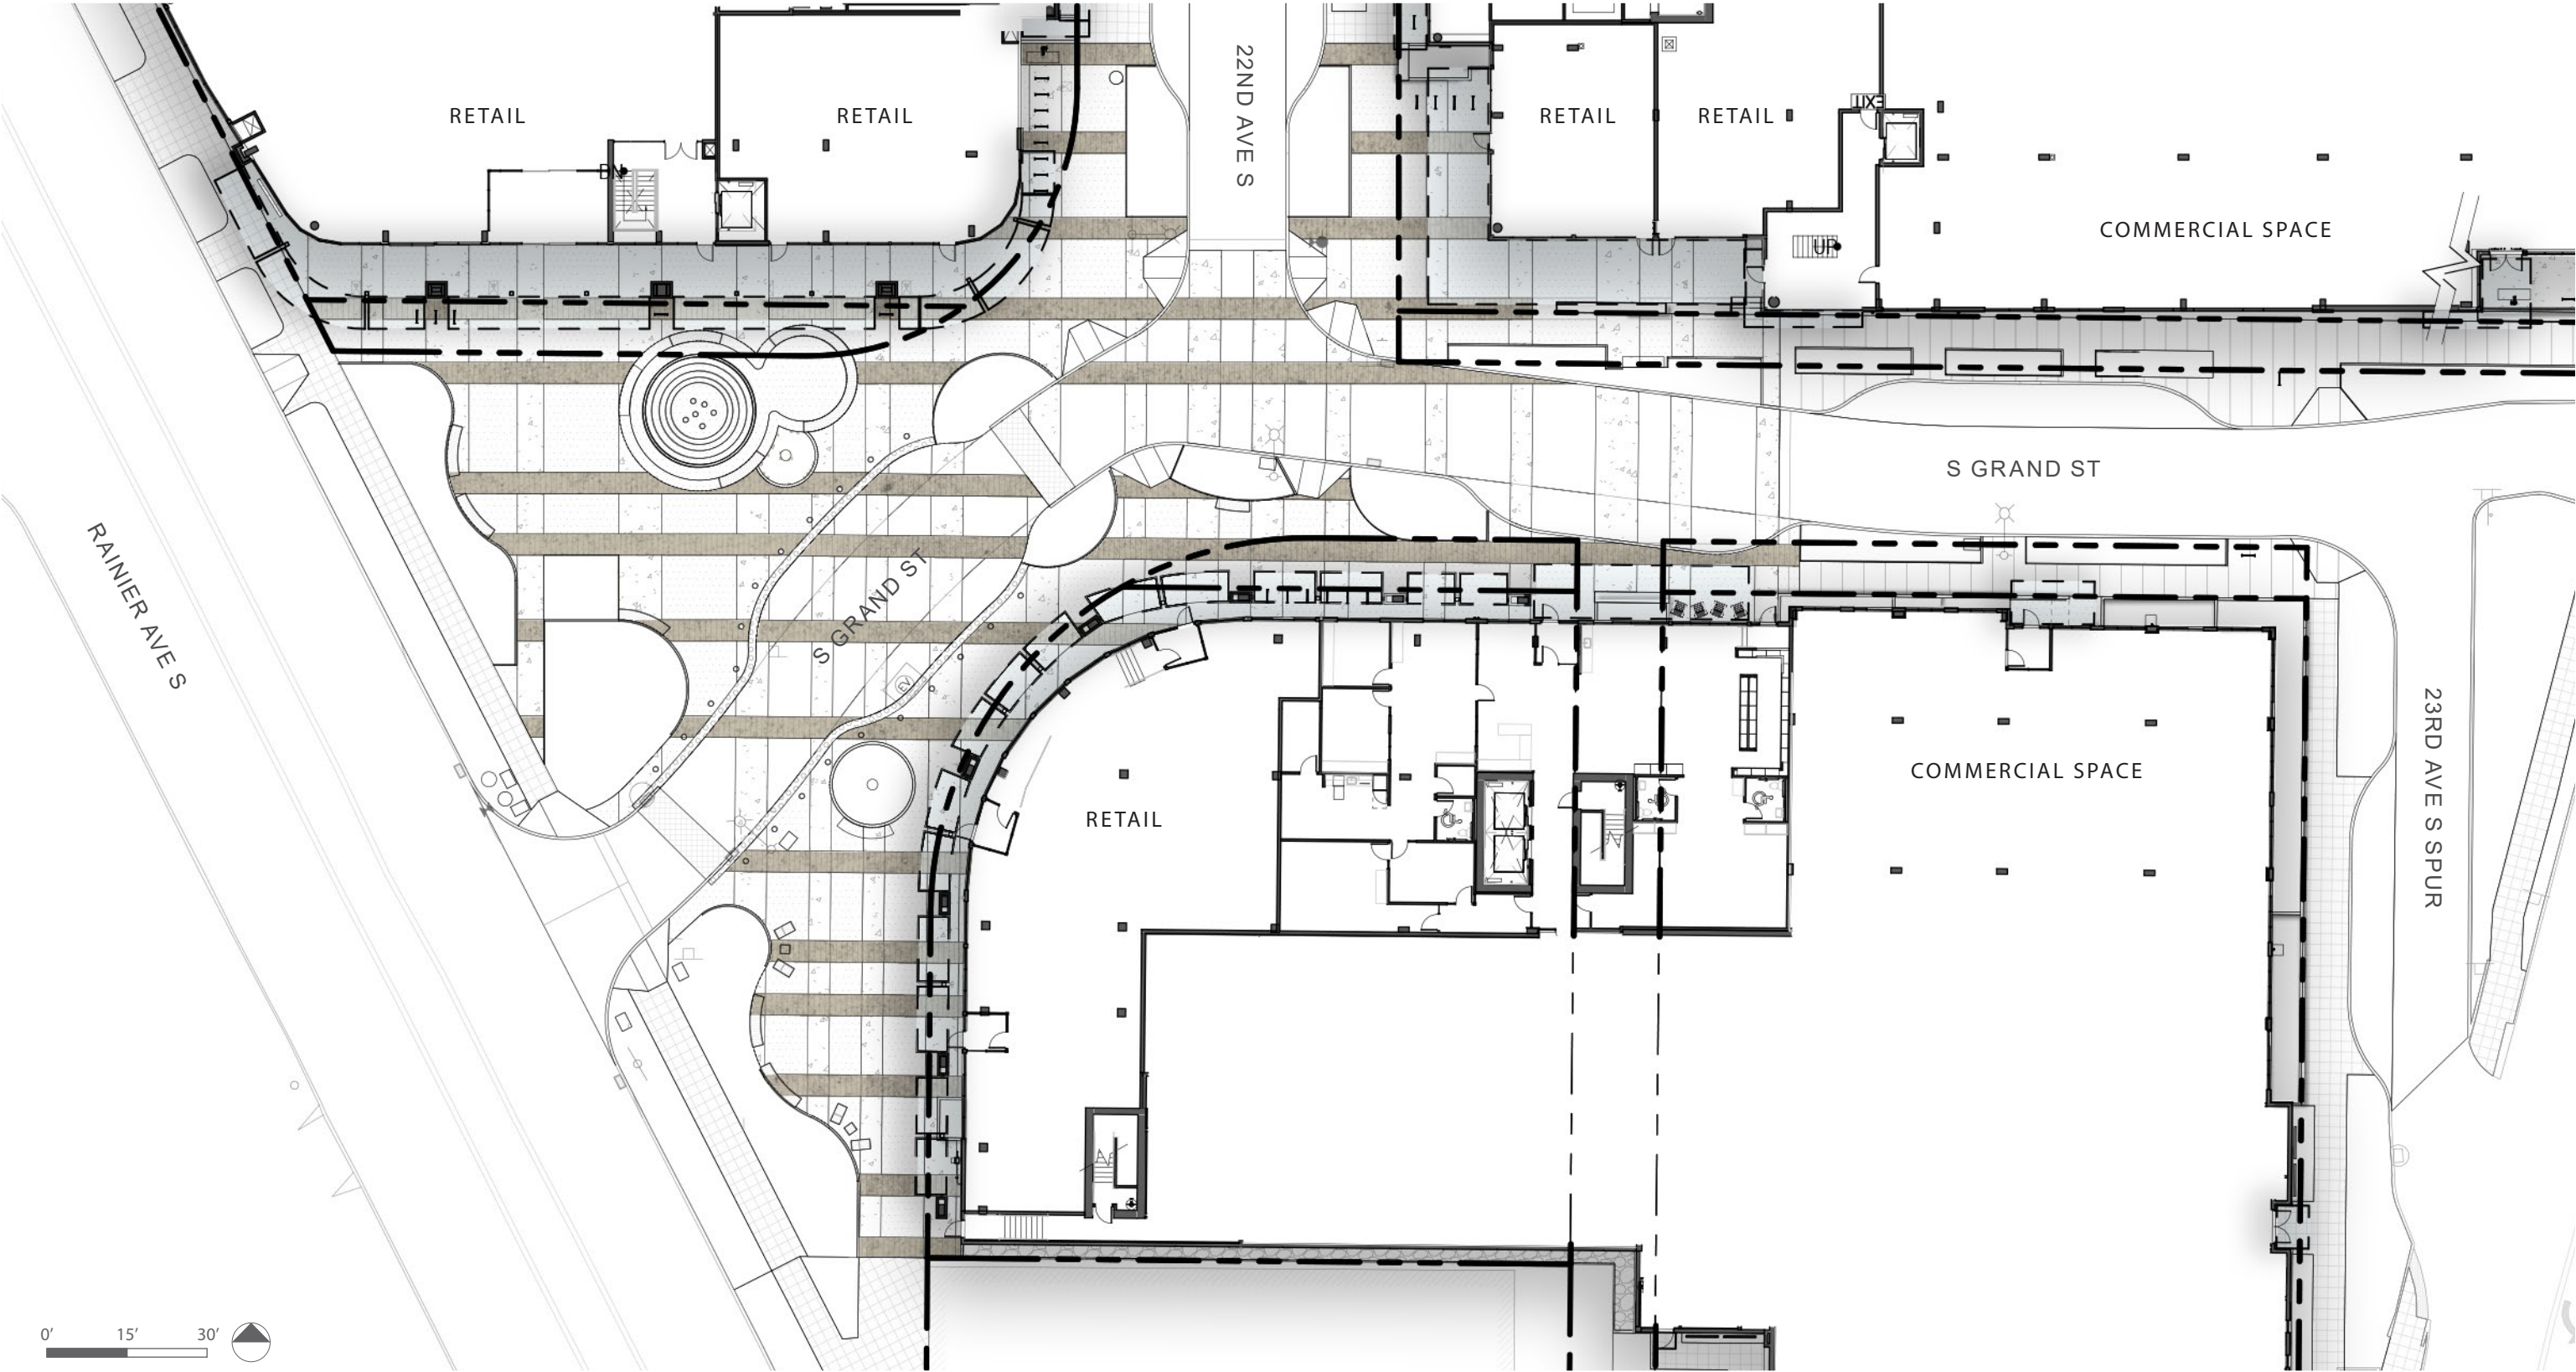 22ND AVE S
RETAIL
RETAIL
RETAIL
RETAIL
EXIT
COMMERCIAL SPACE
UP
S GRAND ST
RAINIER AVE S
S GRAND ST
EV
23RD AVE S SPUR
COMMERCIAL SPACE
RETAIL
0' 15' 30'